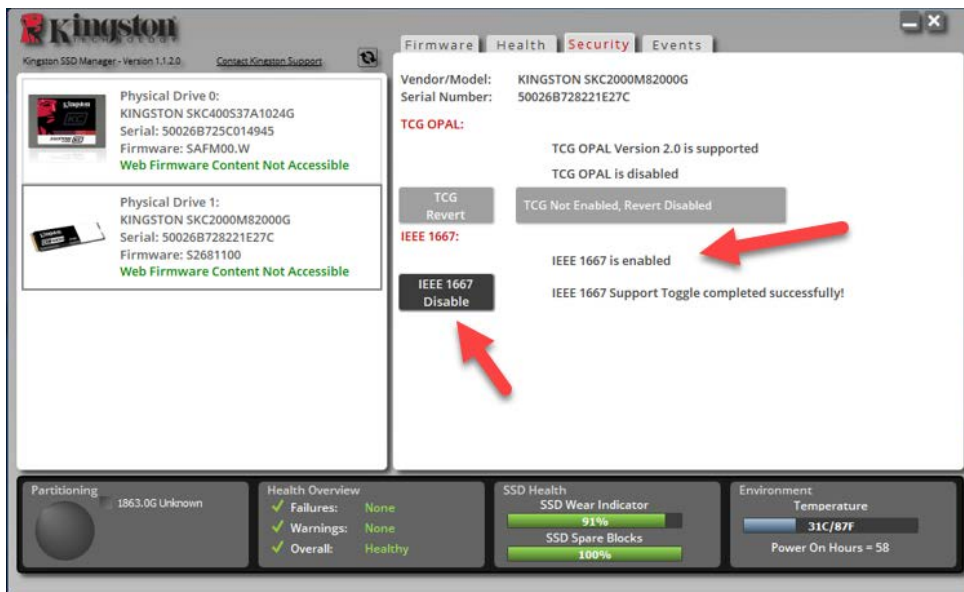 Kingston
TECHNOLOGY
Kingston SSD Manager - Version 1.1.2.0
Contact Kingston Support
Firmware
Health
Security
Events
Physical Drive 0:
KINGSTON SKC400S37A1024G
Serial: 50026B725C014945
Firmware: SAFM00.W
Web Firmware Content Not Accessible
Physical Drive 1:
KINGSTON SKC2000M82000G
Serial: 50026B728221E27C
Firmware: S2681100
Web Firmware Content Not Accessible
Vendor/Model: KINGSTON SKC2000M82000G
Serial Number: 50026B728221E27C
TCG OPAL:
TCG OPAL Version 2.0 is supported
TCG OPAL is disabled
TCG
Revert
TCG Not Enabled, Revert Disabled
IEEE 1667:
IEEE 1667 is enabled
IEEE 1667
Disable
IEEE 1667 Support Toggle completed successfully!
Partitioning
1863.0G Unknown
Health Overview
Failures: None
Warnings: None
Overall: Healthy
SSD Health
SSD Wear Indicator
91%
SSD Spare Blocks
100%
Environment
Temperature
31C/87F
Power On Hours = 58